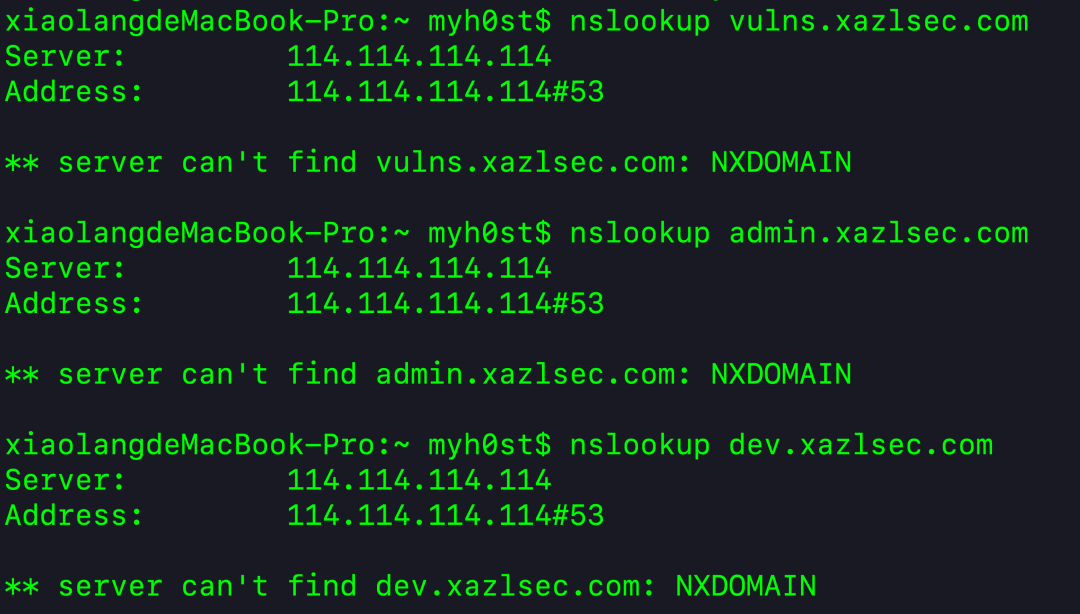 xiaolangdeMacBook-Pro:~ myh0st$ nslookup vulns.xazlsec.com
Server:         114.114.114.114
Address:        114.114.114.114#53

** server can't find vulns.xazlsec.com: NXDOMAIN

xiaolangdeMacBook-Pro:~ myh0st$ nslookup admin.xazlsec.com
Server:         114.114.114.114
Address:        114.114.114.114#53

** server can't find admin.xazlsec.com: NXDOMAIN

xiaolangdeMacBook-Pro:~ myh0st$ nslookup dev.xazlsec.com
Server:         114.114.114.114
Address:        114.114.114.114#53

** server can't find dev.xazlsec.com: NXDOMAIN